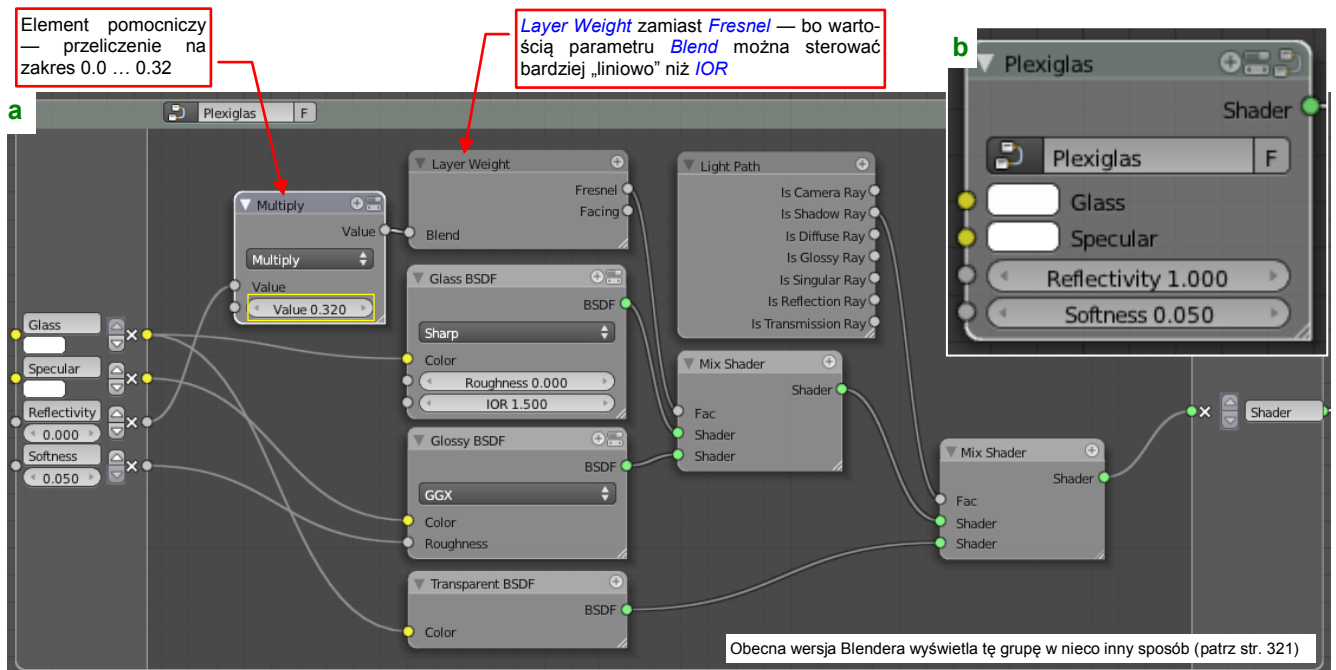 Element pomocniczy
— przeliczenie na
zakres 0.0 … 0.32
Layer Weight zamiast Fresnel — bo warto-
ścią parametru Blend można sterować
bardziej „liniowo” niż IOR
a
Plexiglas F
Multiply
Value
Multiply
Value
Value 0.320
Glass
Specular
Reflectivity
0.000
Softness
0.050
Layer Weight
Fresnel
Facing
Blend
Glass BSDF
BSDF
Sharp
Color
Roughness 0.000
IOR 1.500
Glossy BSDF
BSDF
GGX
Color
Roughness
Transparent BSDF
BSDF
Color
Light Path
Is Camera Ray
Is Shadow Ray
Is Diffuse Ray
Is Glossy Ray
Is Singular Ray
Is Reflection Ray
Is Transmission Ray
Mix Shader
Shader
Fac
Shader
Shader
Mix Shader
Shader
Fac
Shader
Shader
Shader
b
Plexiglas
Shader
Plexiglas F
Glass
Specular
Reflectivity 1.000
Softness 0.050
Obecna wersja Blendera wyświetla tę grupę w nieco inny sposób (patrz str. 321)